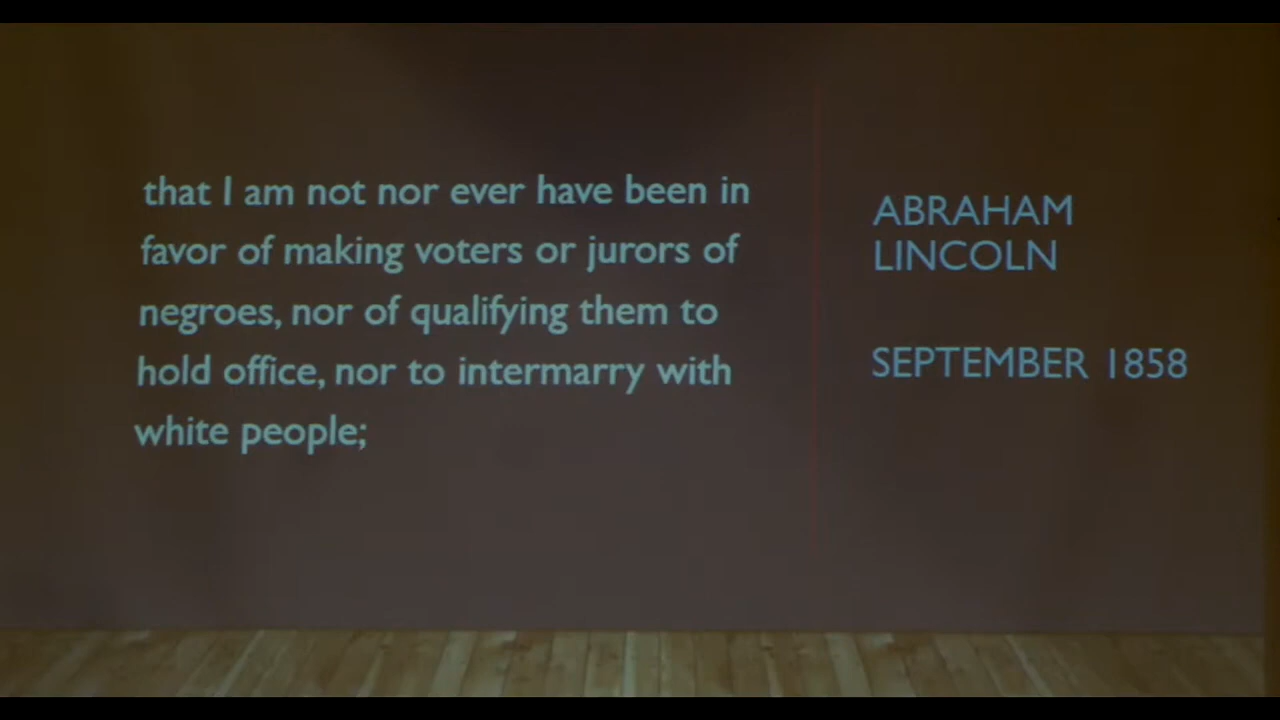 that I am not nor ever have been in
favor of making voters or jurors of
negroes, nor of qualifying them to
hold office, nor to intermarry with
white people;
ABRAHAM
LINCOLN
SEPTEMBER 1858